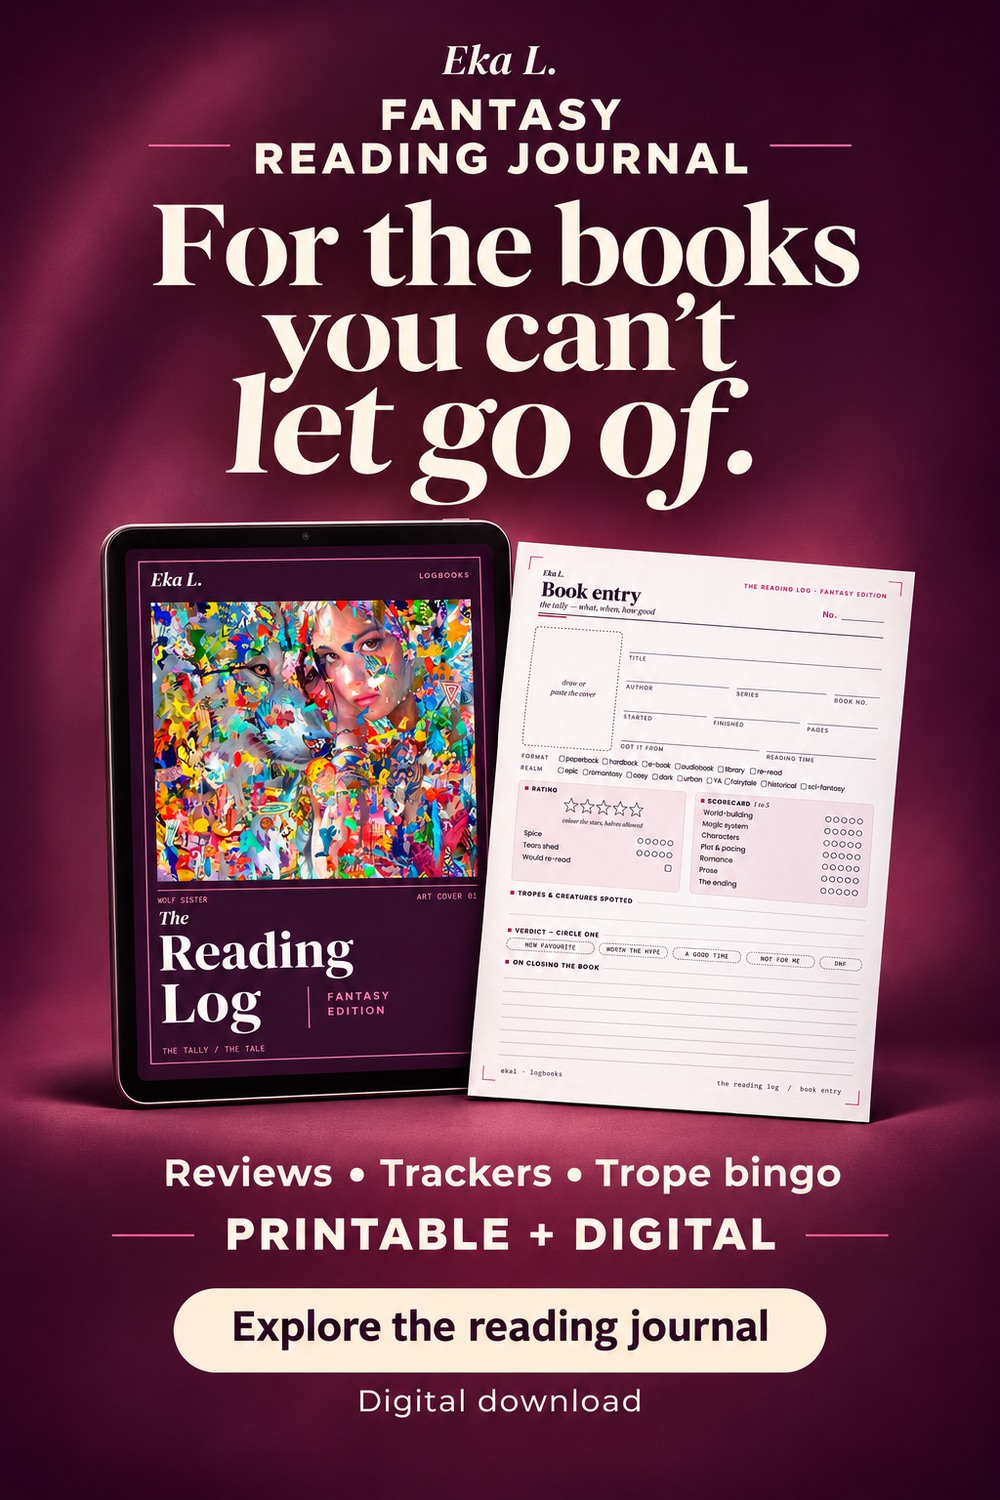 Eka L.
FANTASY
READING JOURNAL
For the books
you can't
let go of.
Eka L.
LOGBOOKS
WOLF SISTER
ART COVER 01
The
Reading
Log
FANTASY
EDITION
THE TALLY / THE TALE
Eka L.
Book entry
the tally — what, when, how good
THE READING LOG · FANTASY EDITION
No.
draw or
paste the cover
TITLE
AUTHOR
SERIES
BOOK NO.
STARTED
FINISHED
PAGES
GOT IT FROM
READING TIME
FORMAT paperback hardback e-book audiobook library re-read
REALM epic romantasy cosy dark urban YA fairytale historical sci-fantasy
RATING
colour the stars, halves allowed
Spice
Tears shed
Would re-read
SCORECARD 1 to 5
World-building
Magic system
Characters
Plot & pacing
Romance
Prose
The ending
TROPES & CREATURES SPOTTED
VERDICT – CIRCLE ONE
NEW FAVOURITE
WORTH THE HYPE
A GOOD TIME
NOT FOR ME
DNF
ON CLOSING THE BOOK
ekal · logbooks
the reading log / book entry
Reviews • Trackers • Trope bingo
PRINTABLE + DIGITAL
Explore the reading journal
Digital download